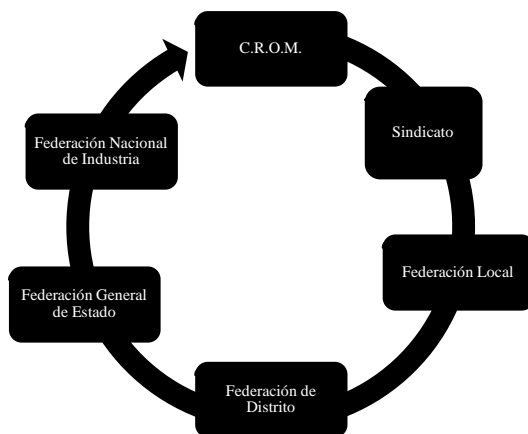 C.R.O.M.
Sindicato
Federación Local
Federación de
Distrito
Federación General
de Estado
Federación Nacional
de Industria